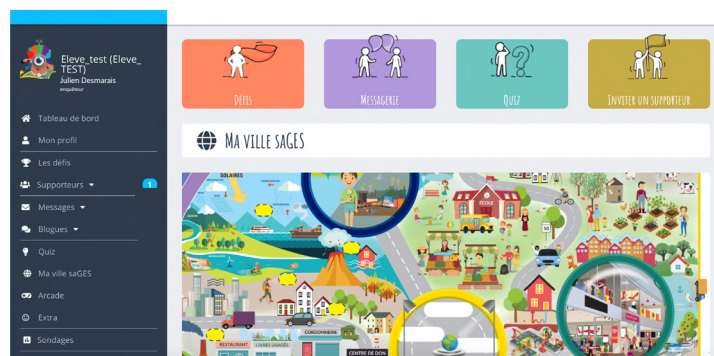 Eleve_test (Eleve_
TEST)
Julien Desmarais
enquêteur
Tableau de bord
Mon profil
Les défis
Supporteurs
1
Messages
Blogues
Quiz
Ma ville saGES
Arcade
Extra
Sondages
Défis
Messagerie
Quiz
Inviter un supporteur
Ma ville saGES
SOLAIRES
ÉCOLE
50
CORDONNERIE
RESTAURANT
LIVRES USAGÉS
CENTRE DE DON